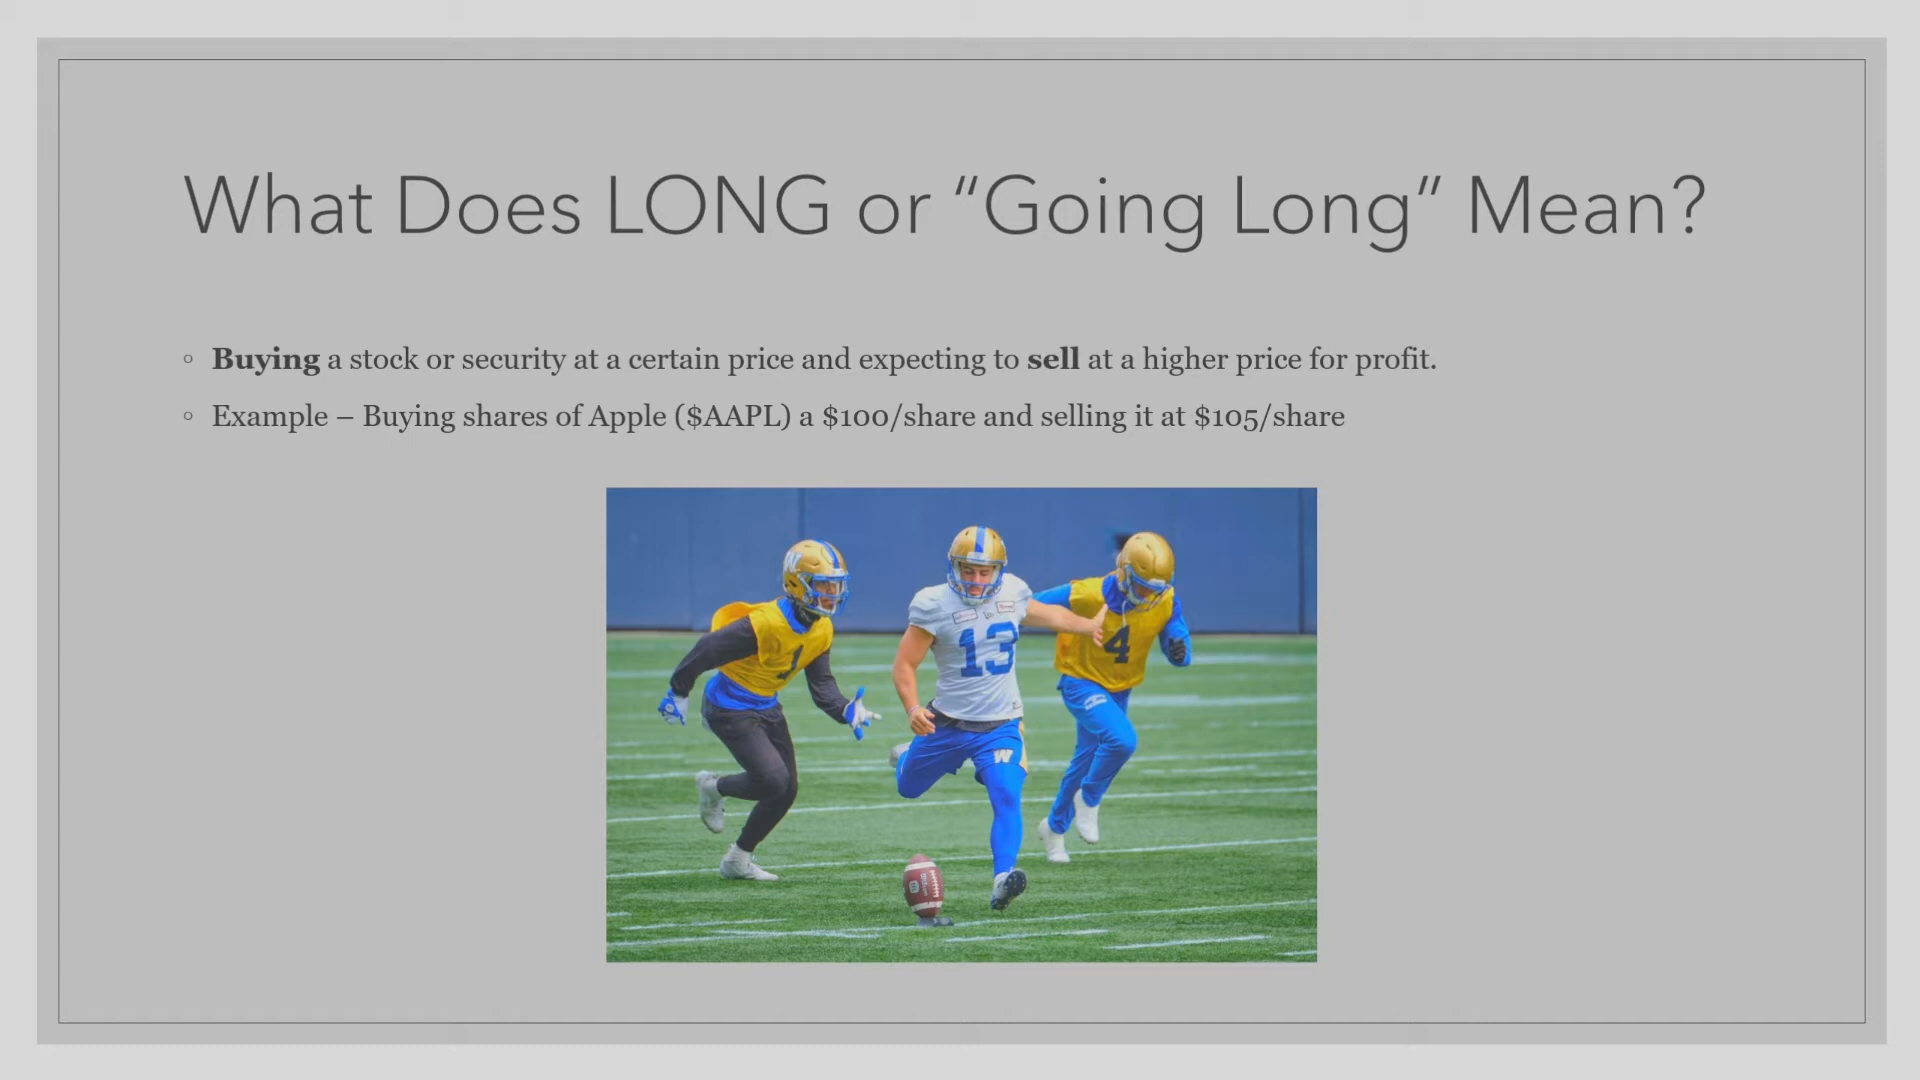 What Does LONG or “Going Long” Mean?
◦ Buying a stock or security at a certain price and expecting to sell at a higher price for profit.
◦ Example – Buying shares of Apple ($AAPL) a $100/share and selling it at $105/share
W
1
13
4
W